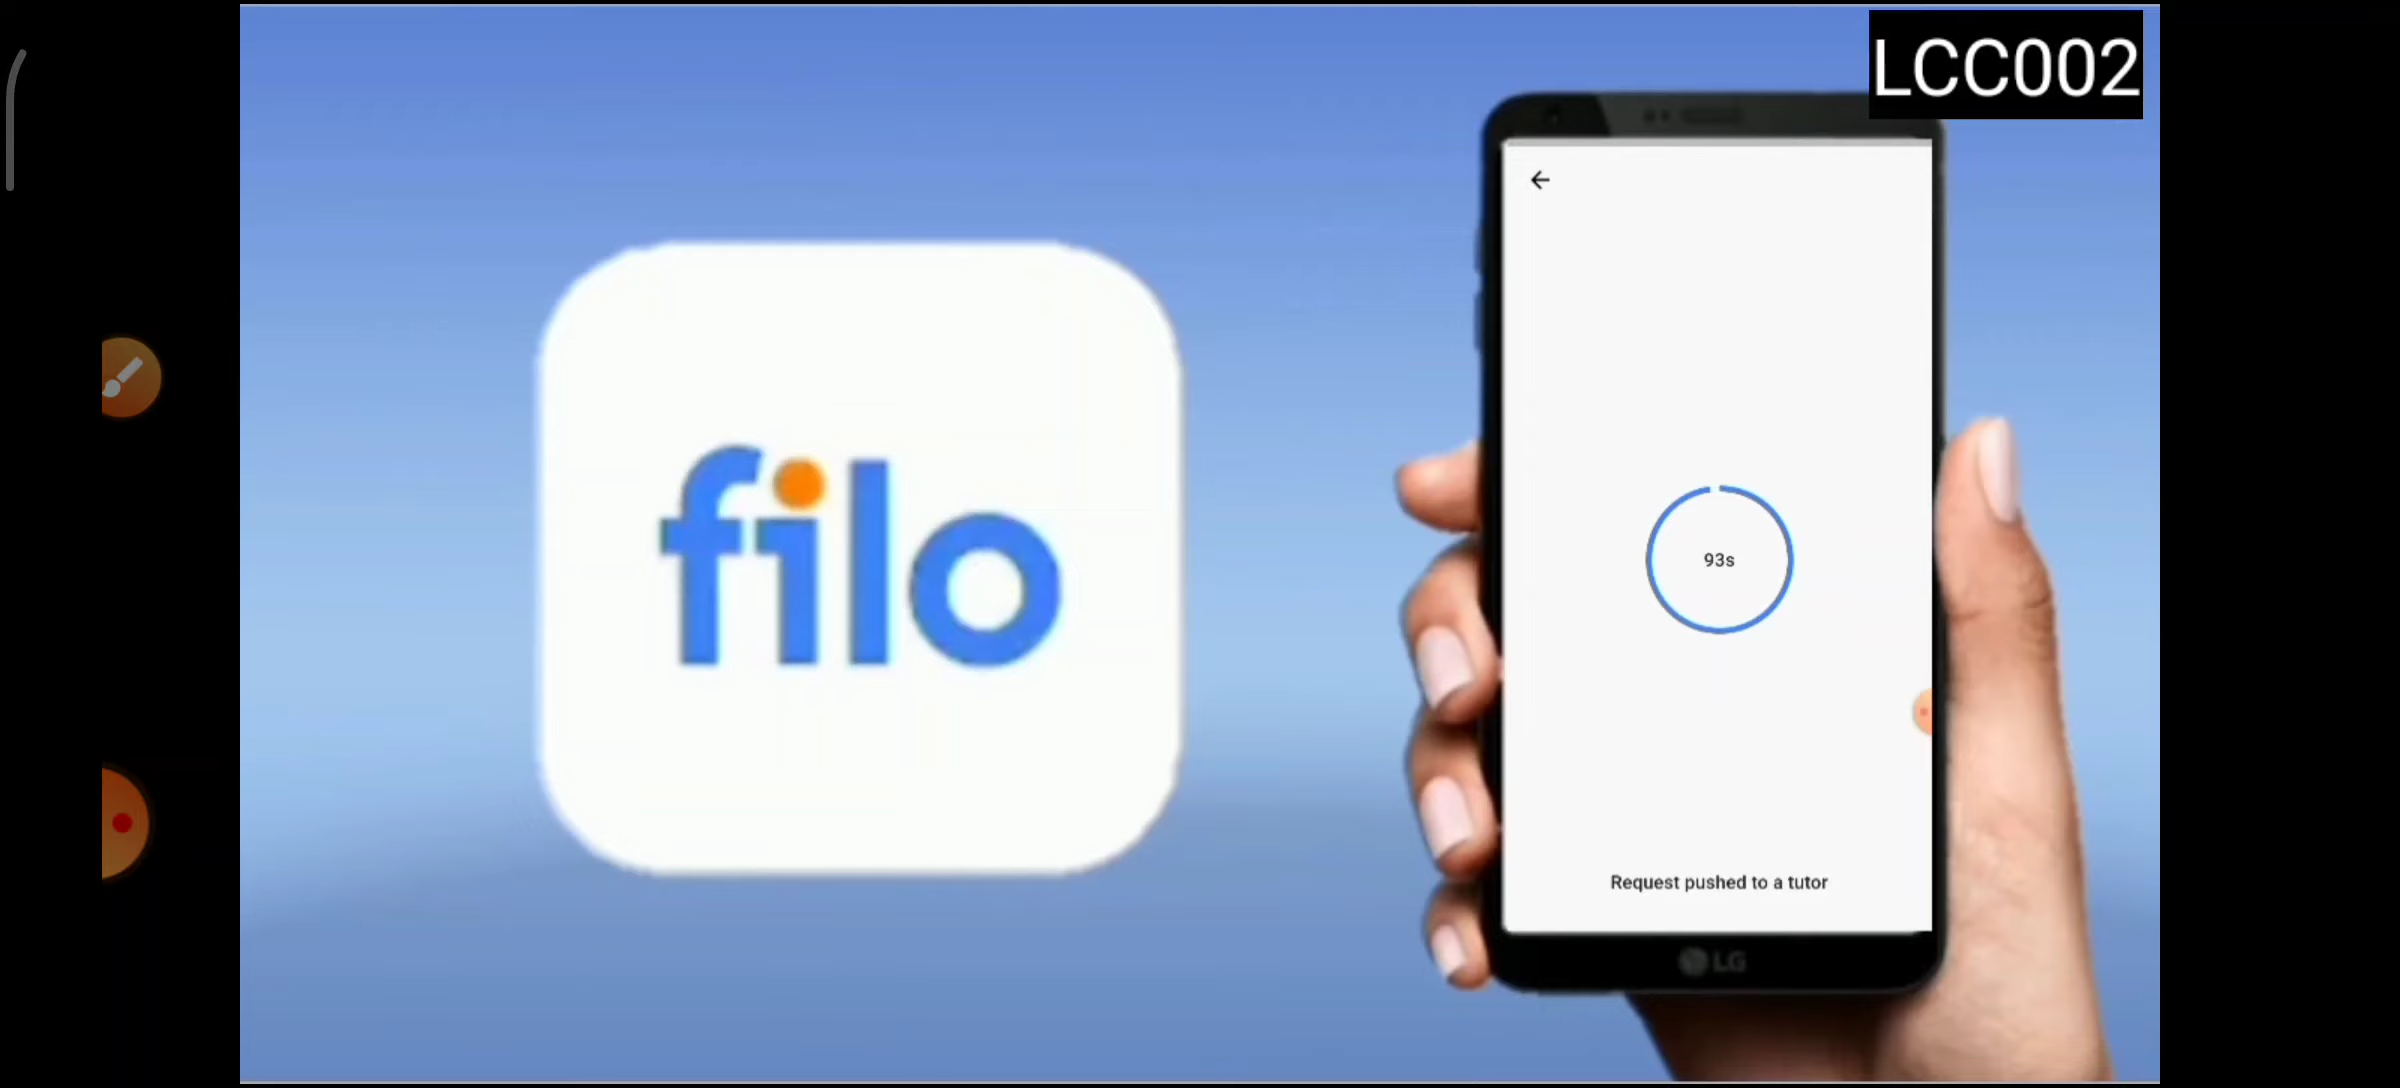 LCC002
filo
93s
Request pushed to a tutor
LG